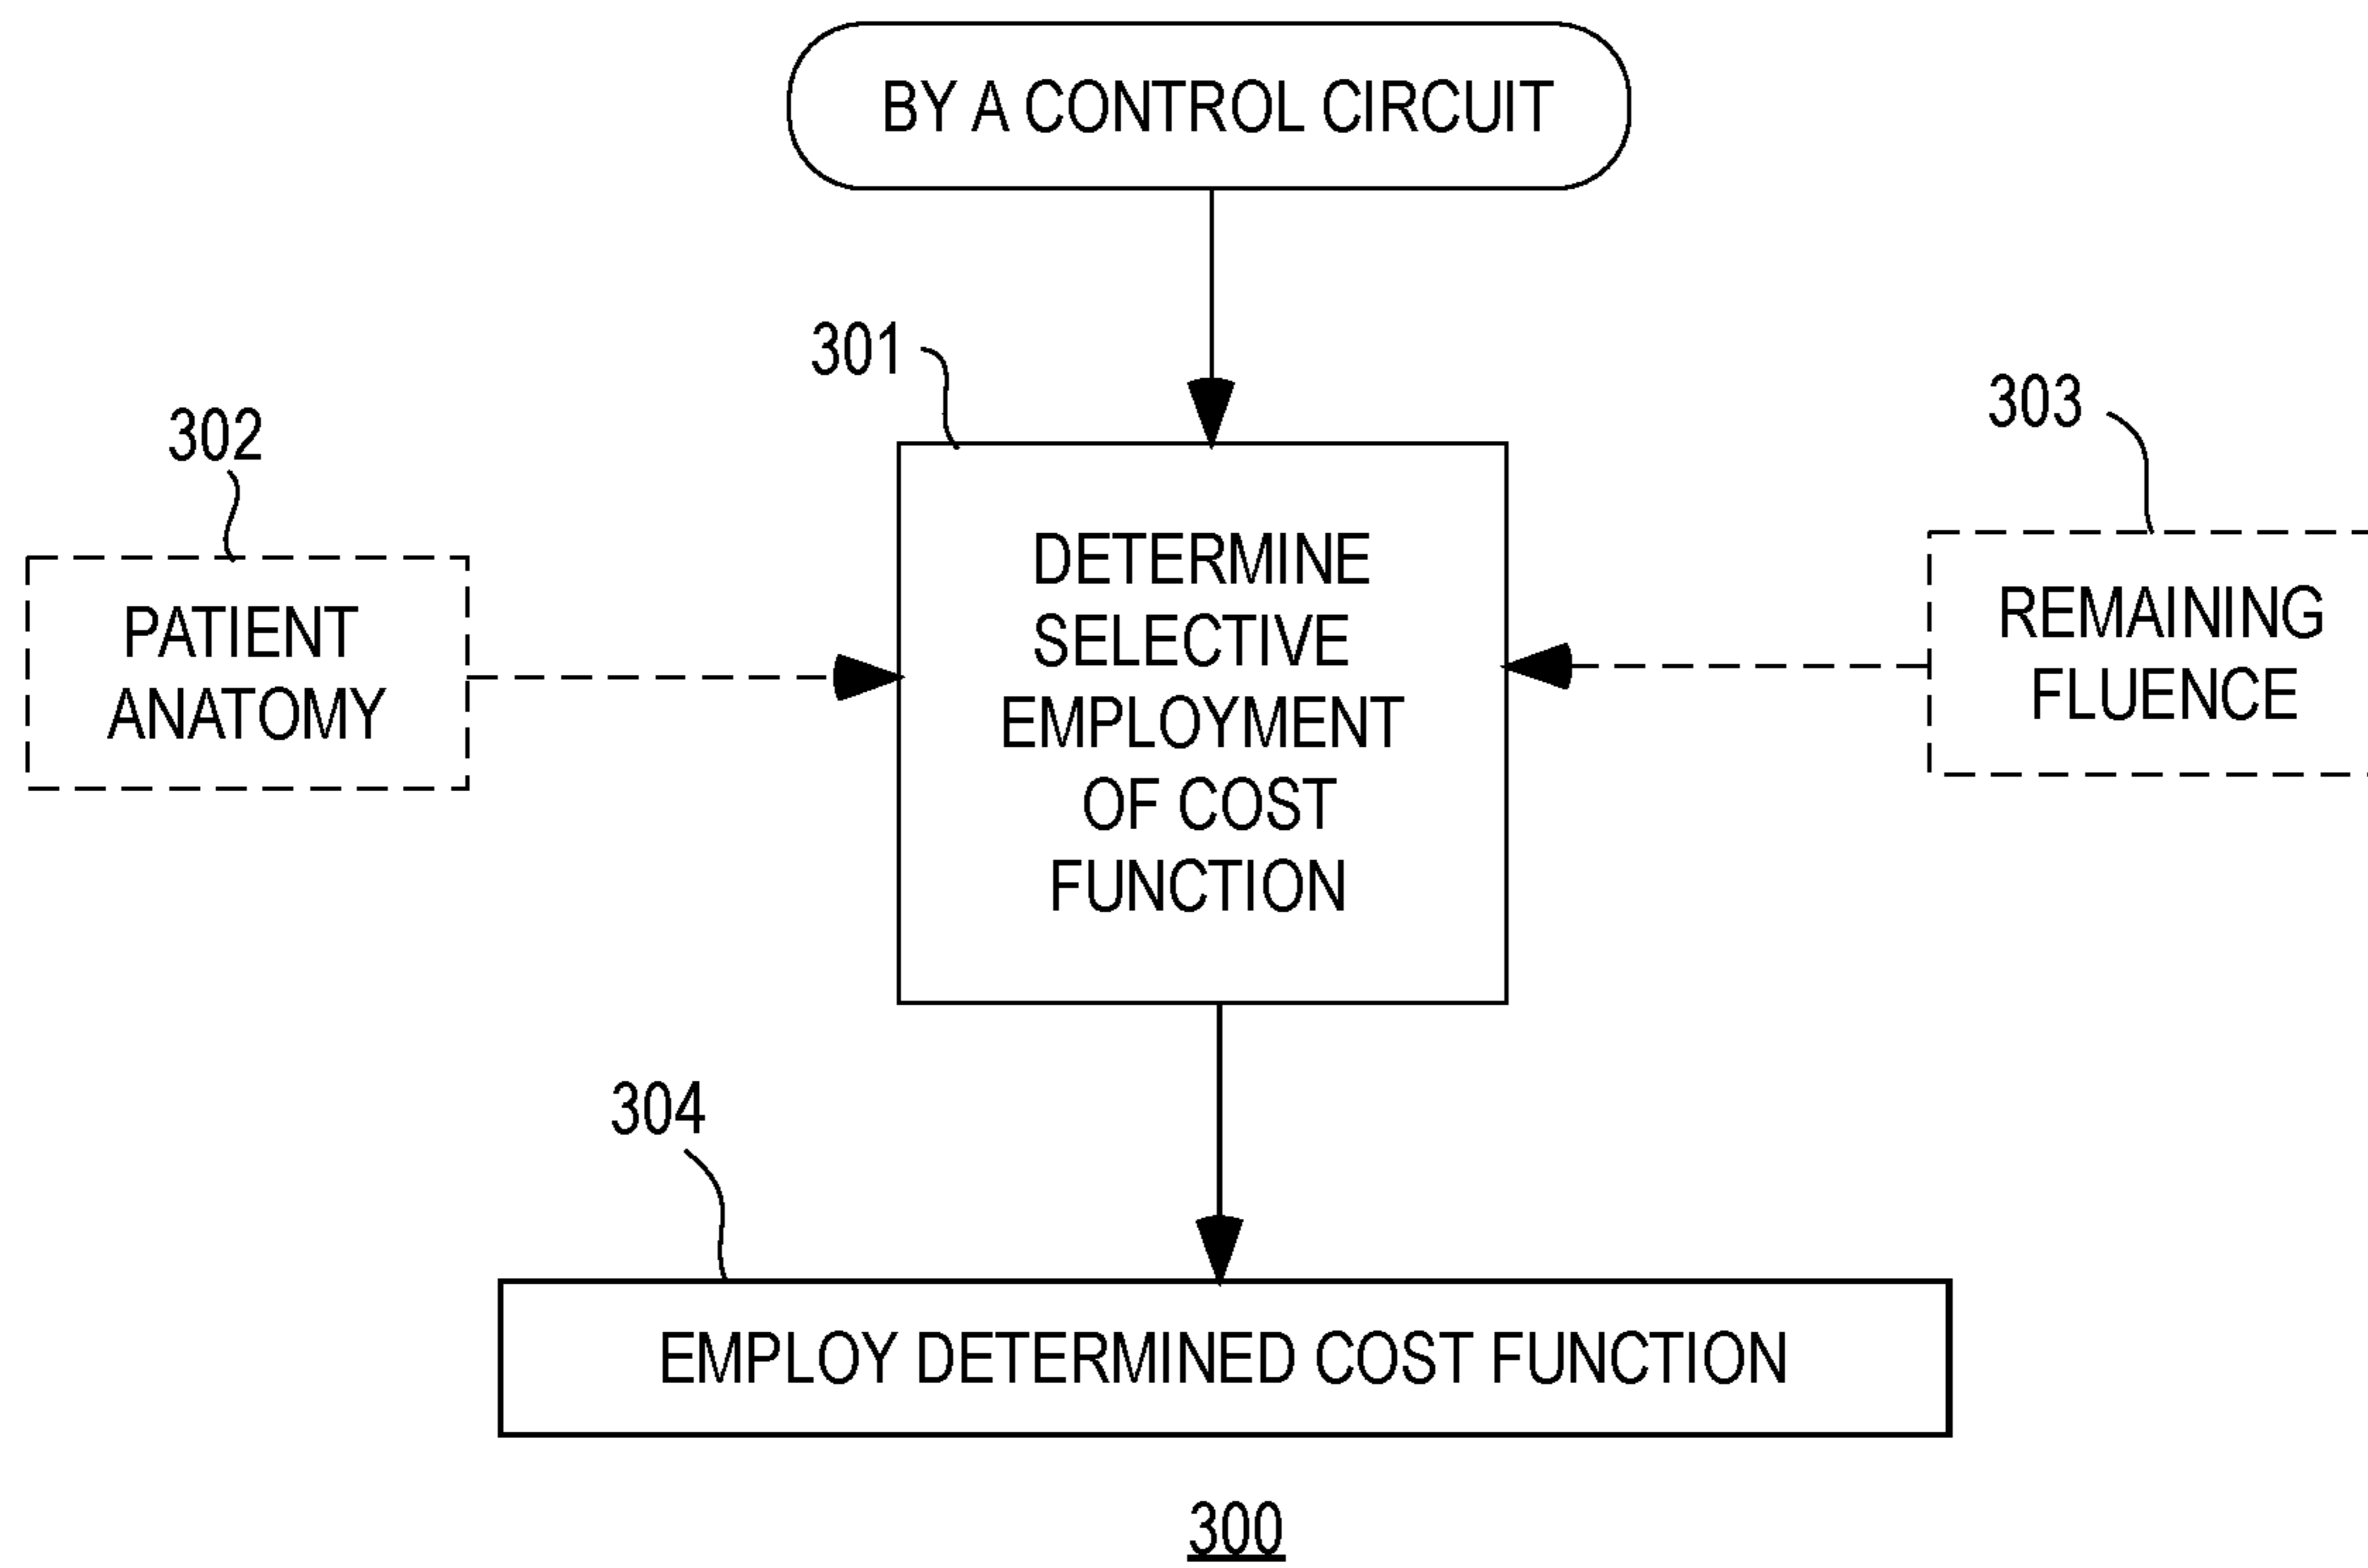 BY A CONTROL CIRCUIT
301
302
303
PATIENT
ANATOMY
DETERMINE
SELECTIVE
EMPLOYMENT
OF COST
FUNCTION
REMAINING
FLUENCE
304
EMPLOY DETERMINED COST FUNCTION
300